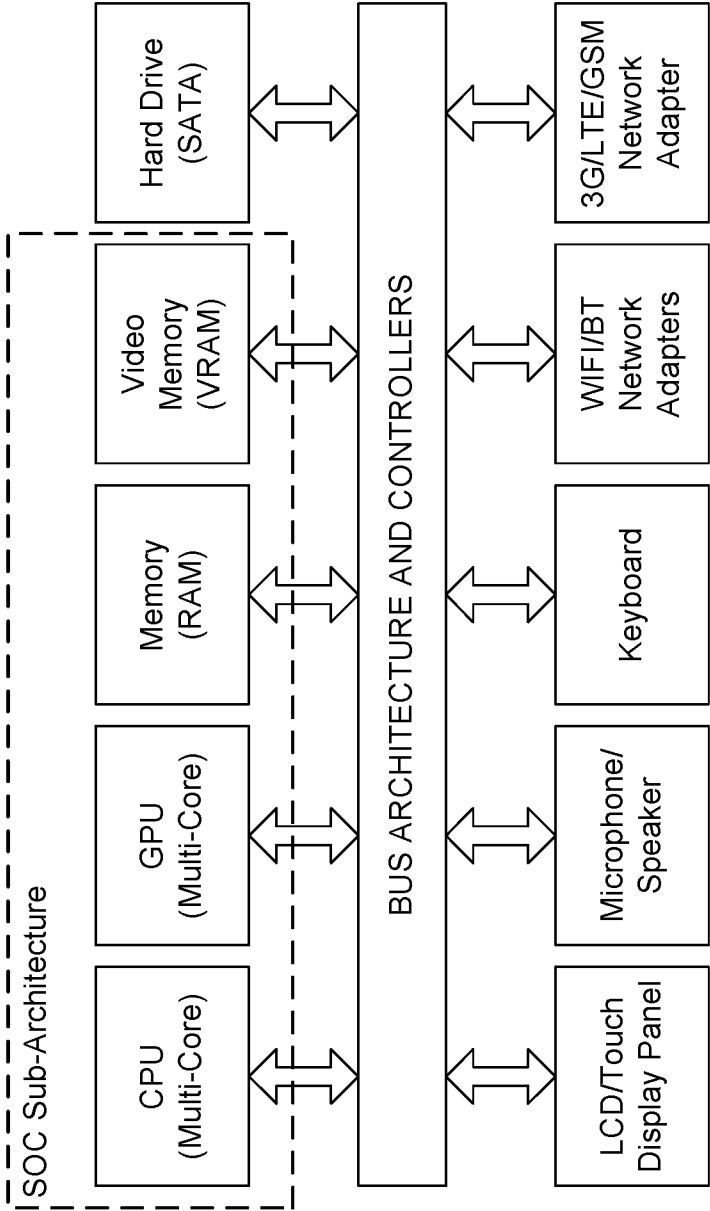 SOC Sub-Architecture
CPU
(Multi-Core)
GPU
(Multi-Core)
Memory
(RAM)
Video
Memory
(VRAM)
Hard Drive
(SATA)
BUS ARCHITECTURE AND CONTROLLERS
LCD/Touch
Display Panel
Microphone/
Speaker
Keyboard
WIFI/BT
Network
Adapters
3G/LTE/GSM
Network
Adapter